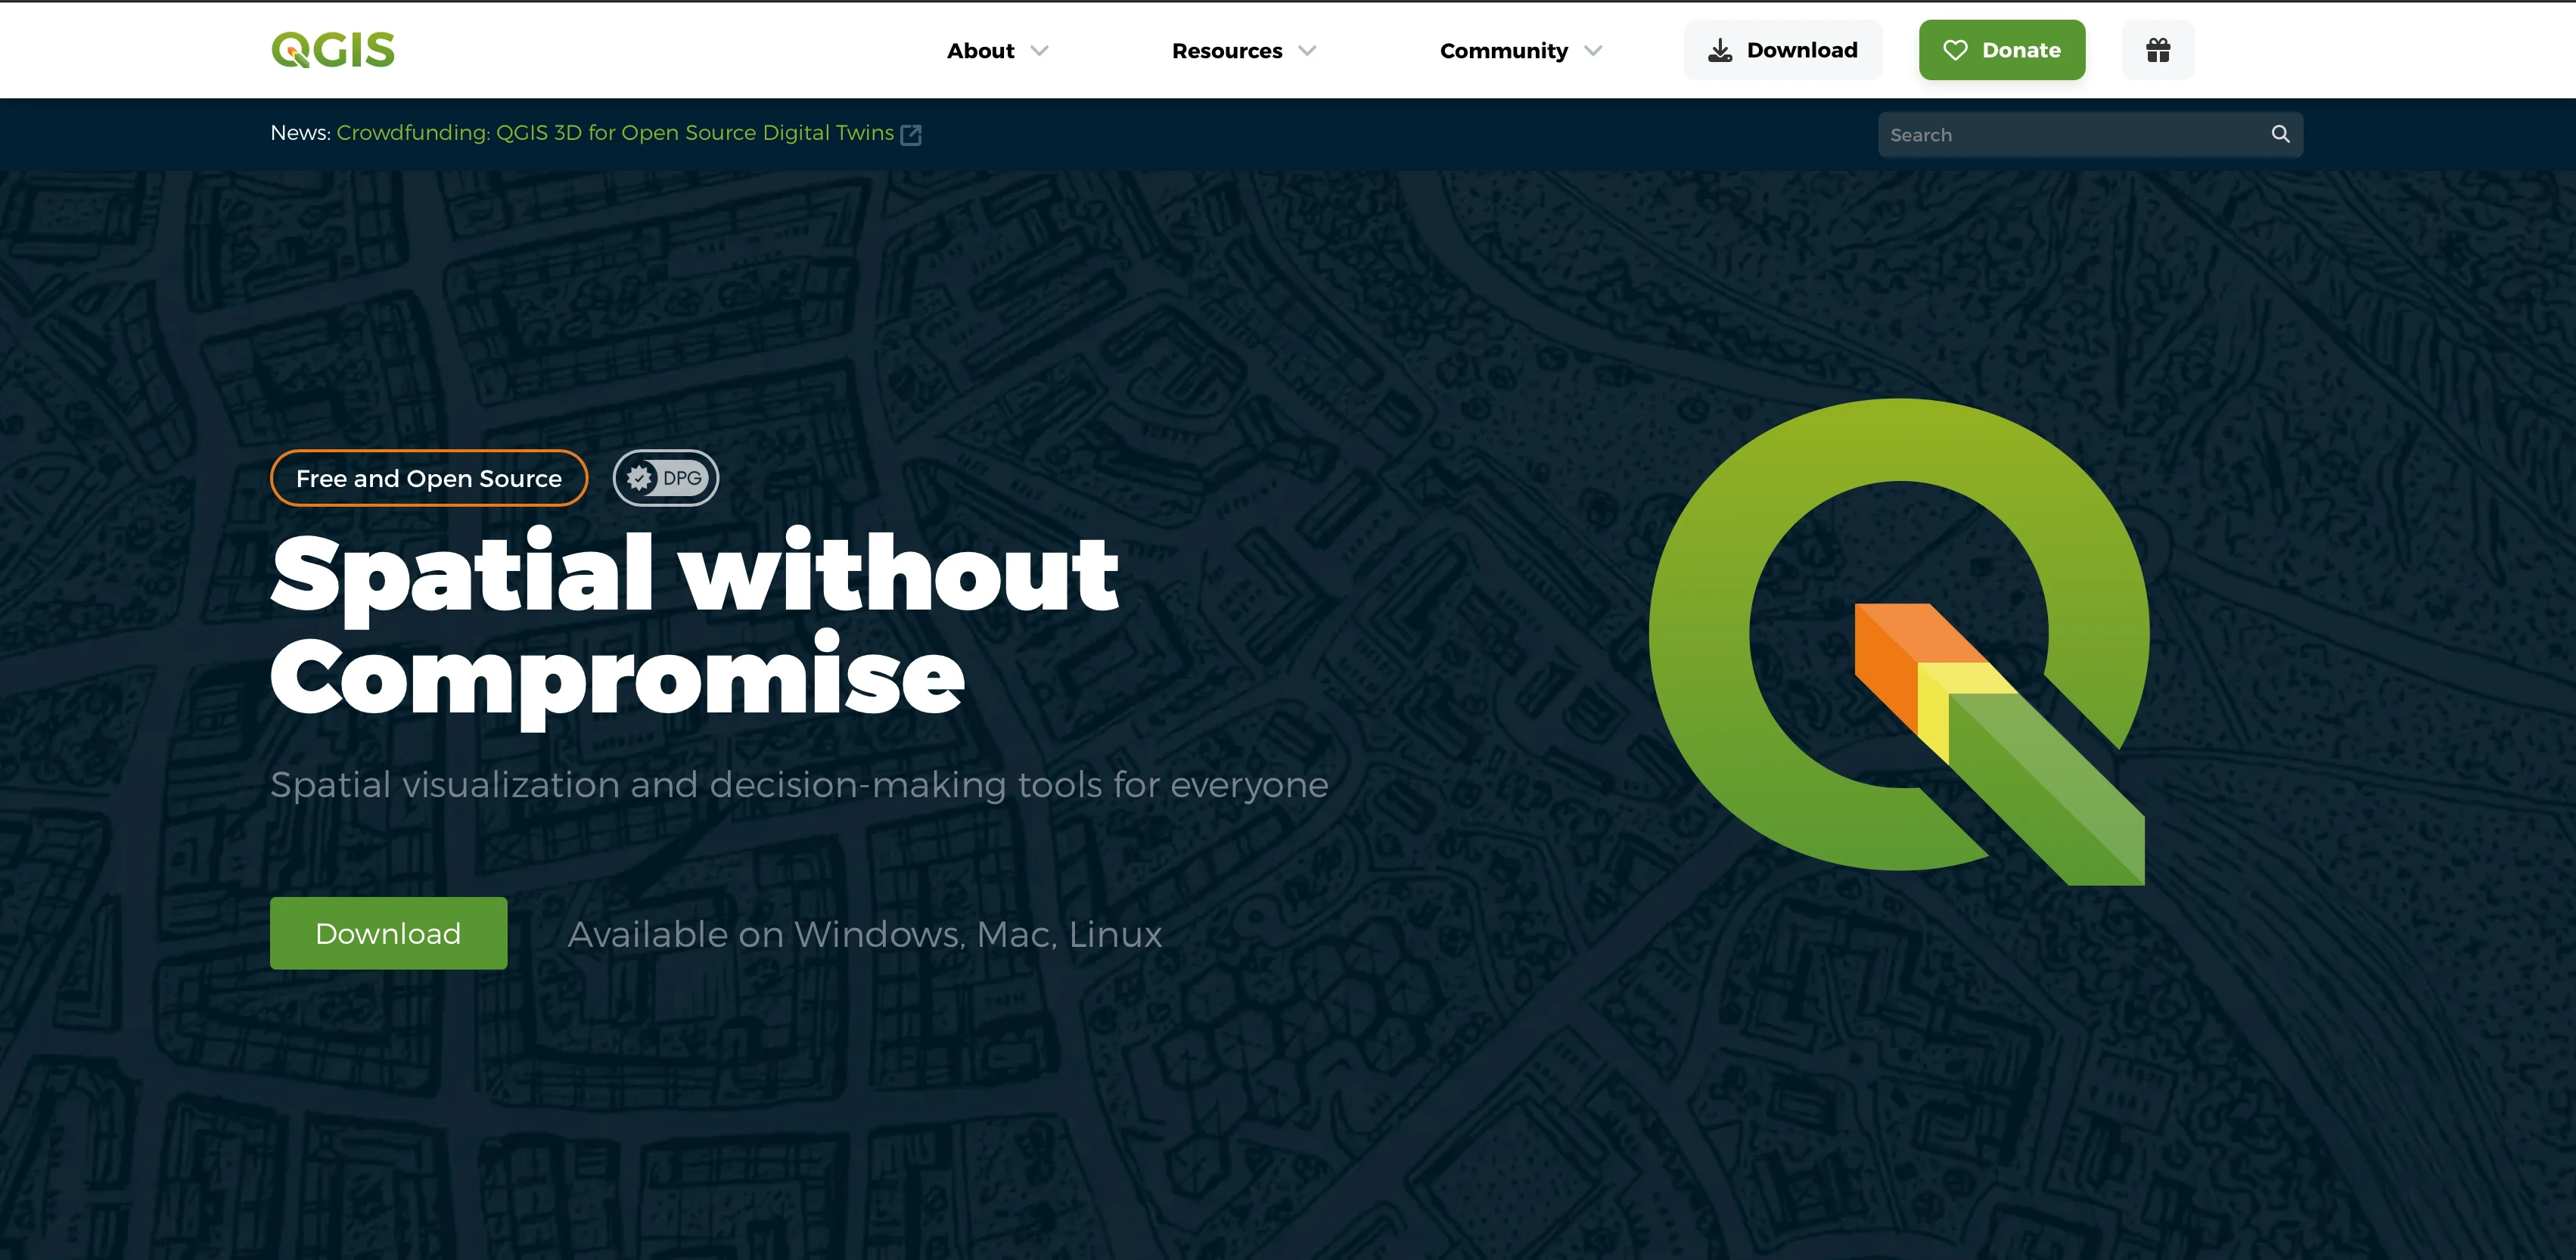 QGIS
About
Resources
Community
Download
Donate
News: Crowdfunding: QGIS 3D for Open Source Digital Twins
Search
Free and Open Source
DPG
Spatial without
Compromise
Spatial visualization and decision-making tools for everyone
Download
Available on Windows, Mac, Linux